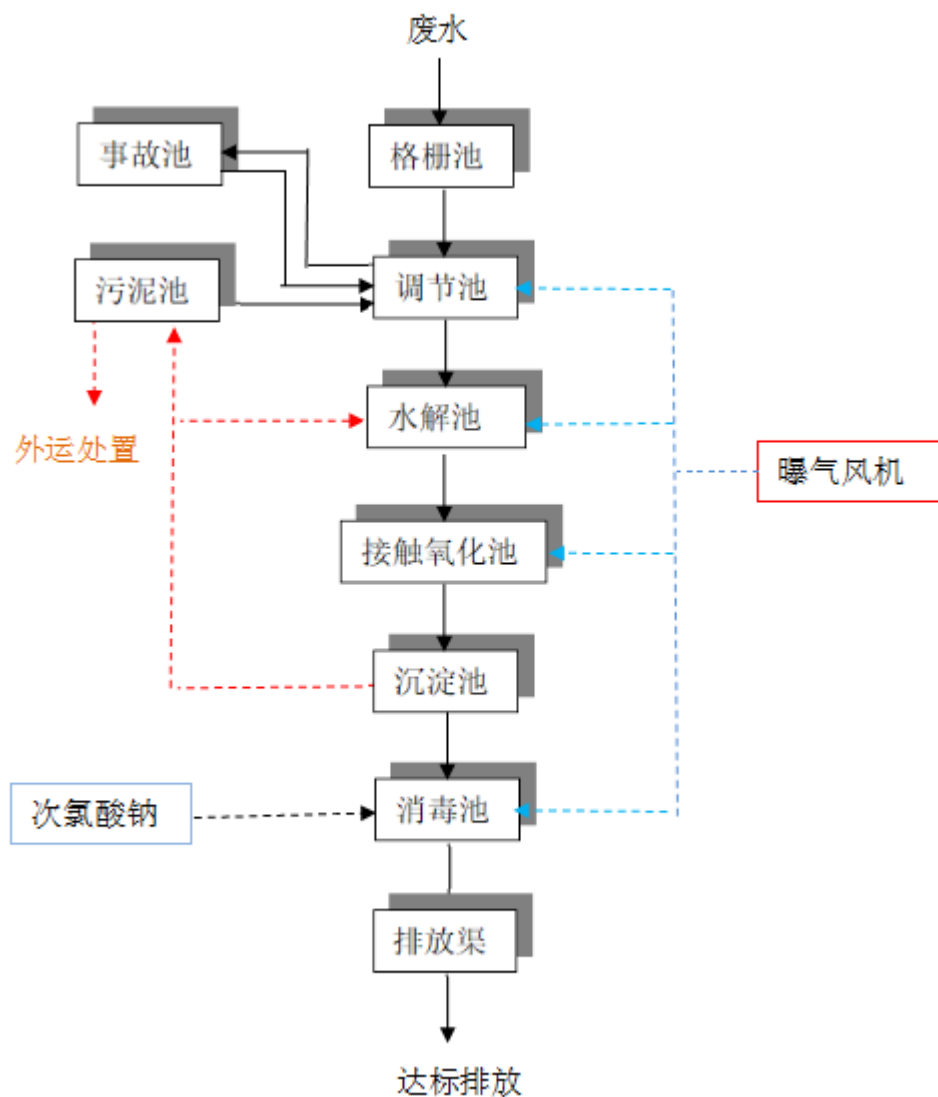 废水
事故池
格栅池
污泥池
调节池
水解池
外运处置
曝气风机
接触氧化池
沉淀池
次氯酸钠
消毒池
排放渠
达标排放